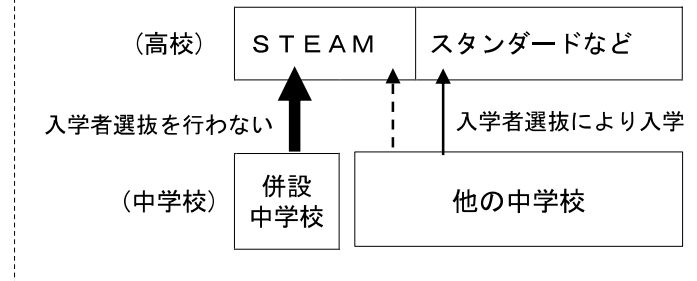 （高校）
ＳＴＥＡＭ
スタンダードなど
入学者選抜を行わない
入学者選抜により入学
（中学校）
併設
中学校
他の中学校